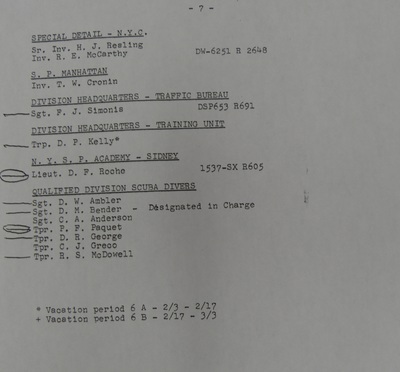 - 7 -
SPECIAL DETAIL - N.Y.C.
Sr. Inv. H. J. Resling DW-6251 R 2648
Inv. R. E. McCarthy
S. P. MANHATTAN
Inv. T. W. Cronin
DIVISION HEADQUARTERS - TRAFFIC BUREAU
Sgt. F. J. Simonis DSP653 R691
DIVISION HEADQUARTERS - TRAINING UNIT
Trp. D. P. Kelly*
N. Y. S. P. ACADEMY - SIDNEY
Lieut. D. F. Roche 1537-SX R605
QUALIFIED DIVISION SCUBA DIVERS
Sgt. D. W. Ambler
Sgt. D. M. Bender - Designated in Charge
Sgt. C. A. Anderson
Tpr. P. F. Paquet
Tpr. D. R. George
Tpr. C. J. Greco
Tpr. R. S. McDowell
* Vacation period 6 A - 2/3 - 2/17
+ Vacation period 6 B - 2/17 - 3/3